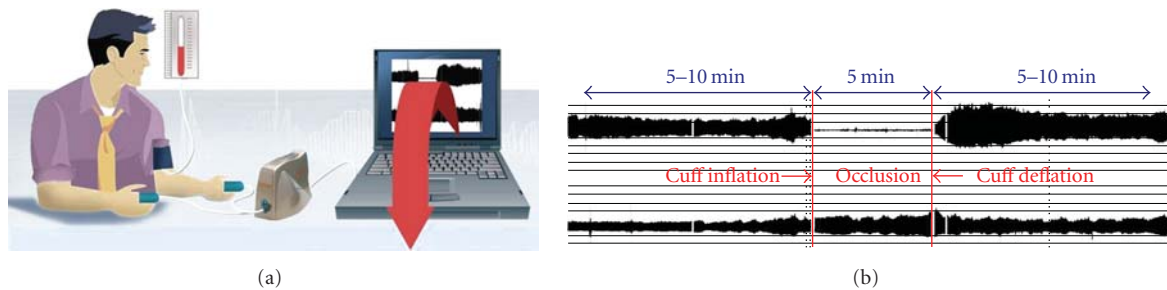 5–10 min 5 min 5–10 min
Cuff inflation Occlusion Cuff deflation
(a) (b)